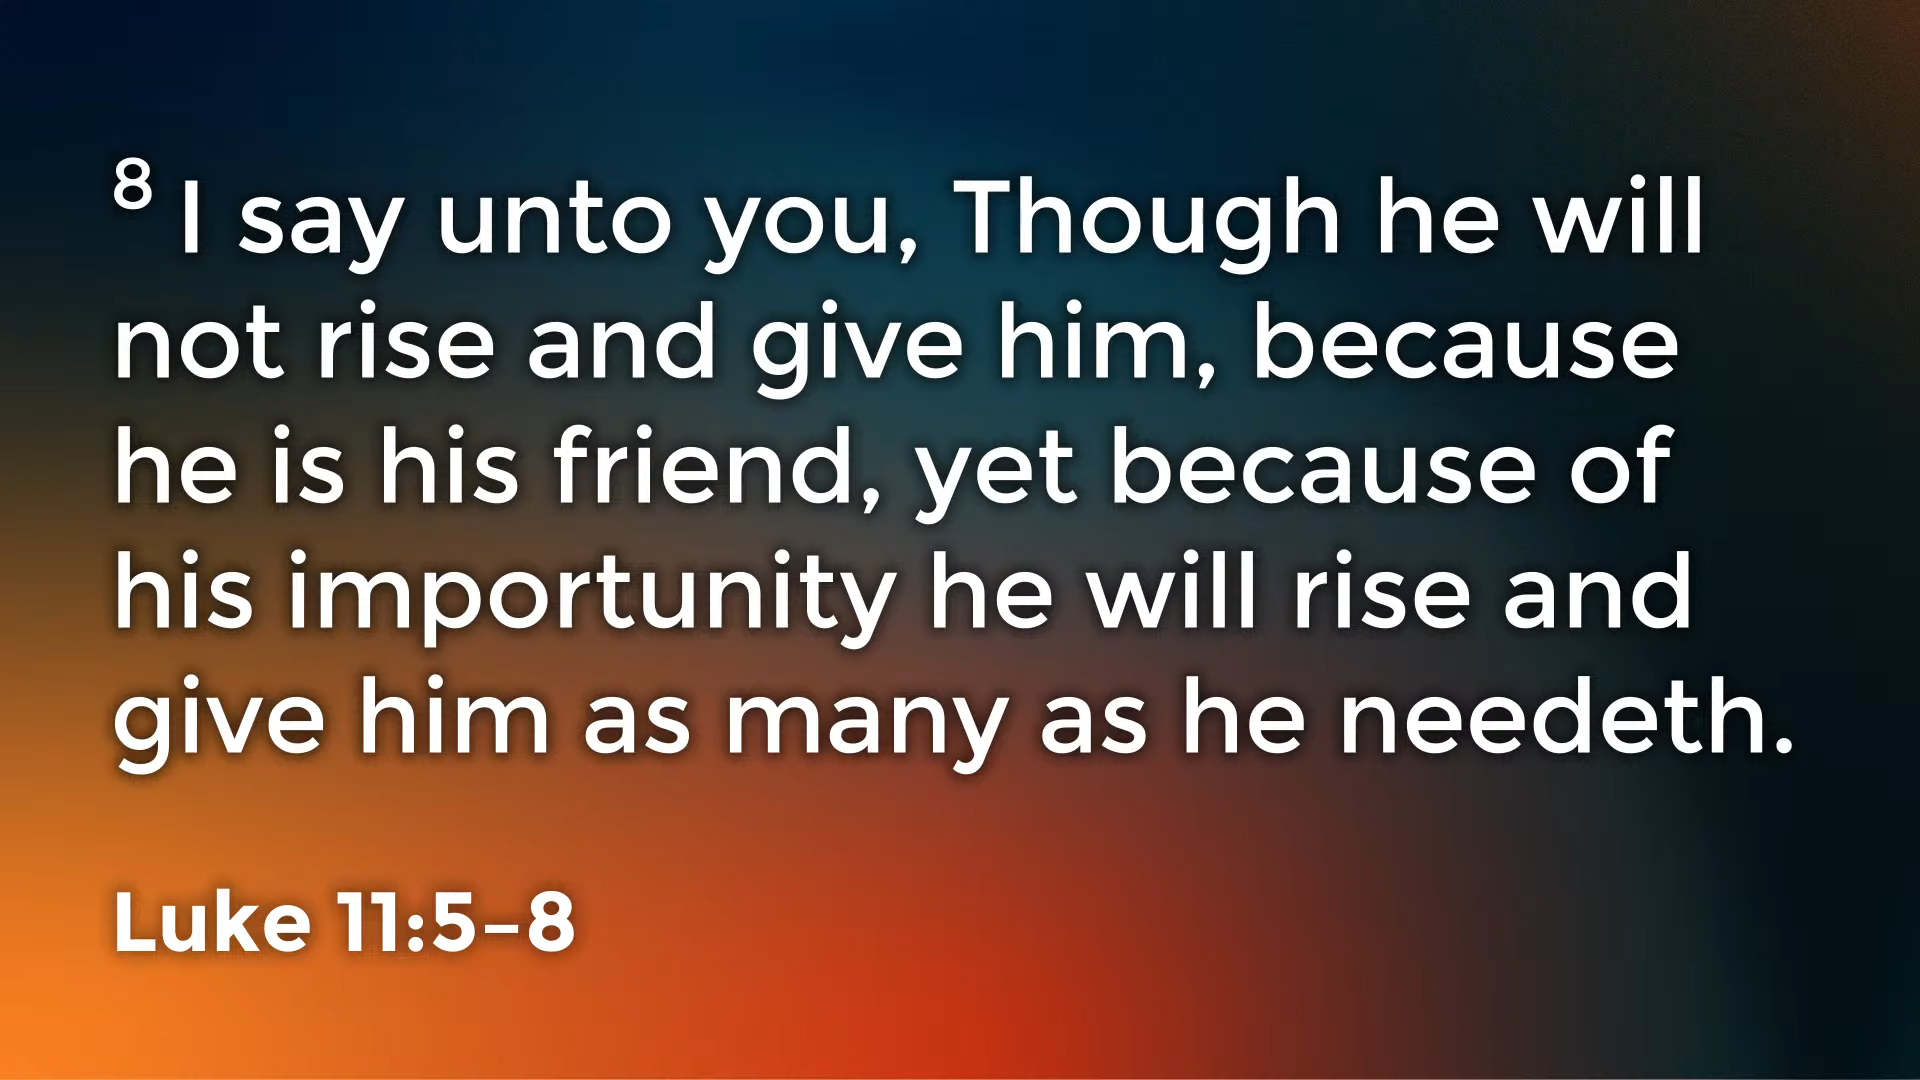 8 I say unto you, Though he will
not rise and give him, because
he is his friend, yet because of
his importunity he will rise and
give him as many as he needeth.
Luke 11:5–8